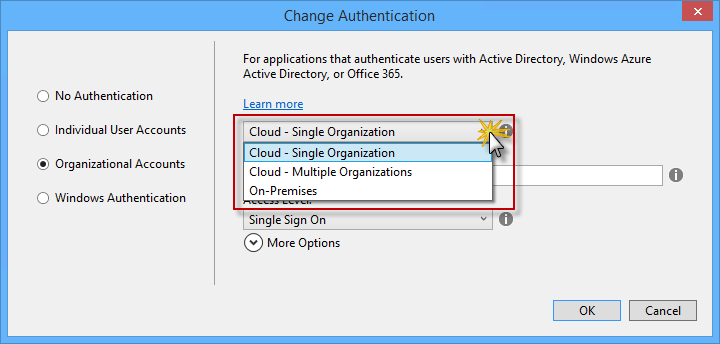 Change Authentication
No Authentication
Individual User Accounts
Organizational Accounts
Windows Authentication
For applications that authenticate users with Active Directory, Windows Azure
Active Directory, or Office 365.
Learn more
Cloud - Single Organization
Cloud - Single Organization
Cloud - Multiple Organizations
On-Premises
Access Level:
Single Sign On
More Options
OK
Cancel